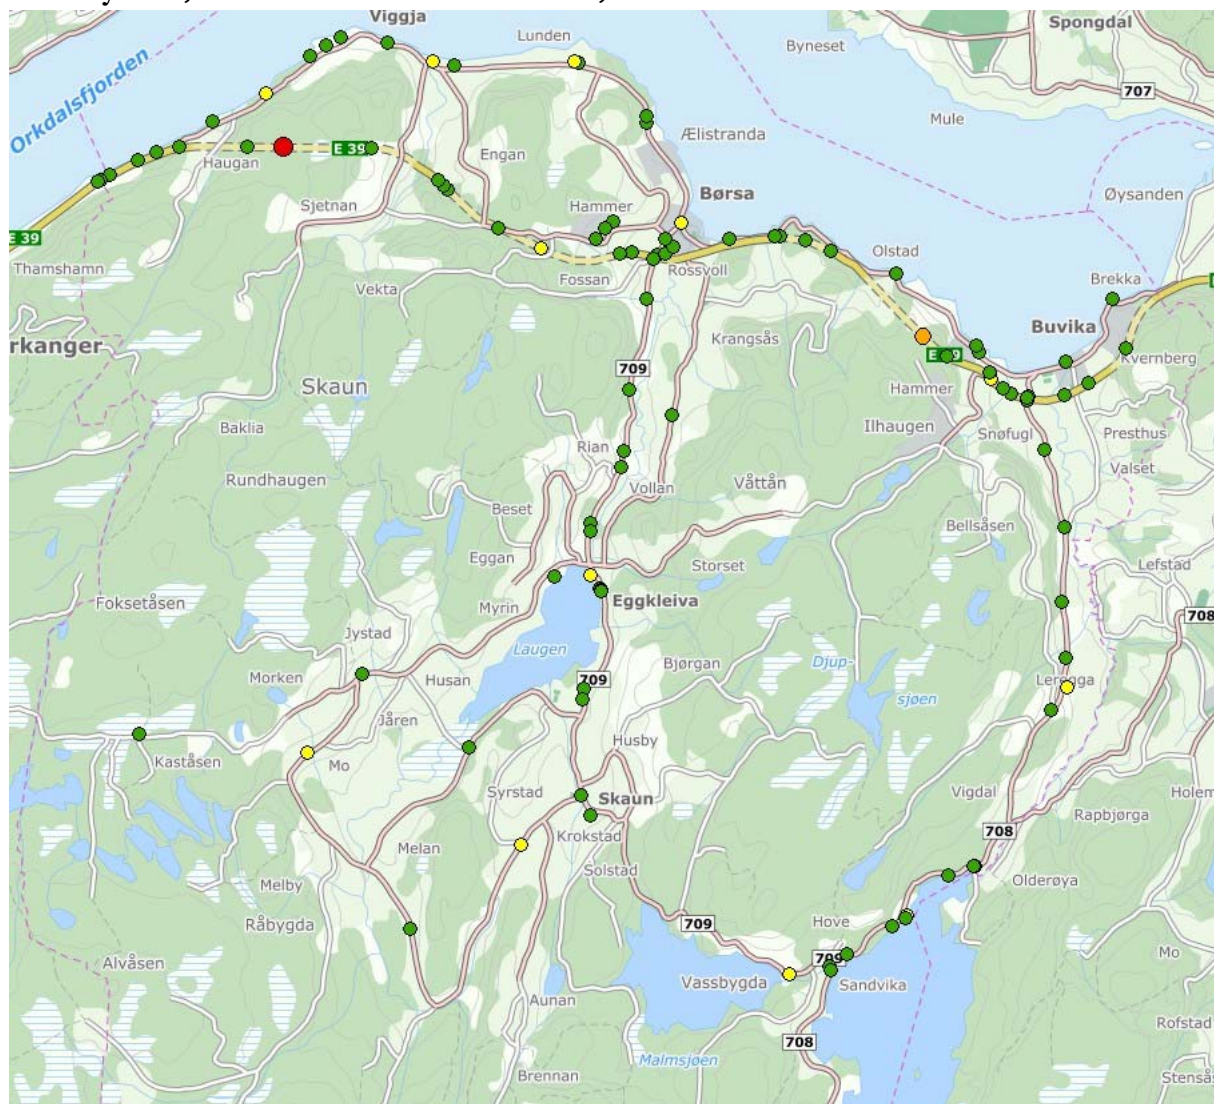 Viggja
Lunden
Spongdal
Byneset
707
Orkdalsfjorden
Mule
Ælistranda
E 39
Haugan
Engan
Børsa
Øysanden
Sjetnan
Hammer
Olstad
E 39
Thamshamn
Vekta
Fossan
Rossvoll
Brekka
Buvika
Krangsås
rkanger
Kvernberg
709
Skaun
Hammer
Baklia
Ilhaugen
Snøfugl
Presthus
Rian
Valset
Rundhaugen
Vollan
Våttån
Beset
Bellsåsen
Eggan
Storset
Lefstad
Foksetåsen
Myrin
Eggkleiva
708
Jystad
Laugen
Bjørgan
Djup-
Morken
Husan
709
sjøen
Lerøgga
Jåren
Husby
Kaståsen
Mo
Syrstad
Skaun
Vigdal
Holem
Rapbjørga
Krokstad
708
Melan
Solstad
Melby
Olderøya
Råbygda
709
Hove
Mo
Alvåsen
709
Vassbygda
Sandvika
Aunan
Rofstad
708
Malmsjøen
Brennan
Stenså